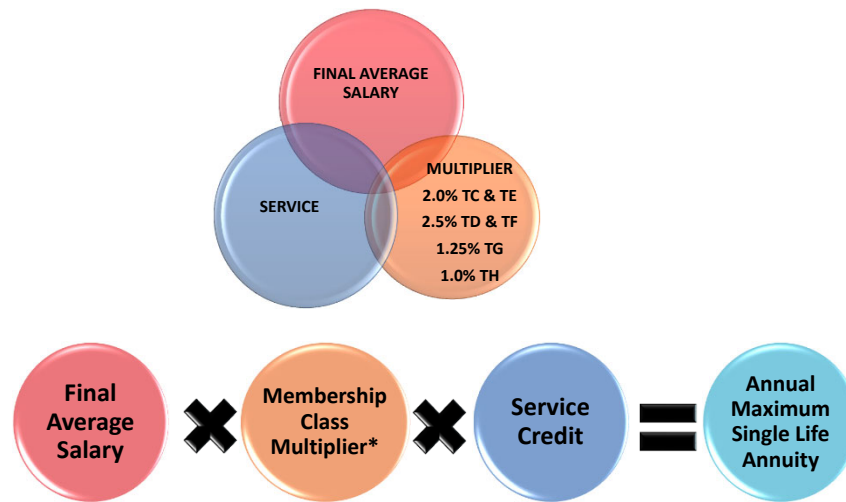 FINAL AVERAGE
SALARY
SERVICE
MULTIPLIER
2.0% TC & TE
2.5% TD & TF
1.25% TG
1.0% TH
Final
Average
Salary
Membership
Class
Multiplier*
Service
Credit
Annual
Maximum
Single Life
Annuity